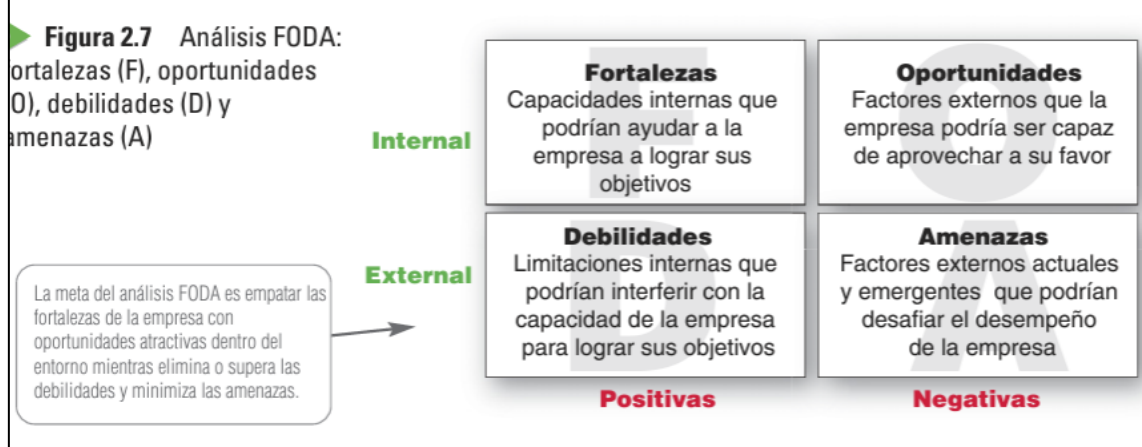 Figura 2.7 Análisis FODA:
ortalezas (F), oportunidades
O), debilidades (D) y
amenazas (A)
Internal
External
Fortalezas
Capacidades internas que
podrían ayudar a la
empresa a lograr sus
objetivos
Oportunidades
Factores externos que la
empresa podría ser capaz
de aprovechar a su favor
Debilidades
Limitaciones internas que
podrían interferir con la
capacidad de la empresa
para lograr sus objetivos
Amenazas
Factores externos actuales
y emergentes que podrían
desafiar el desempeño
de la empresa
Positivas
Negativas
La meta del análisis FODA es empatar las
fortalezas de la empresa con
oportunidades atractivas dentro del
entorno mientras elimina o supera las
debilidades y minimiza las amenazas.
F
O
D
A